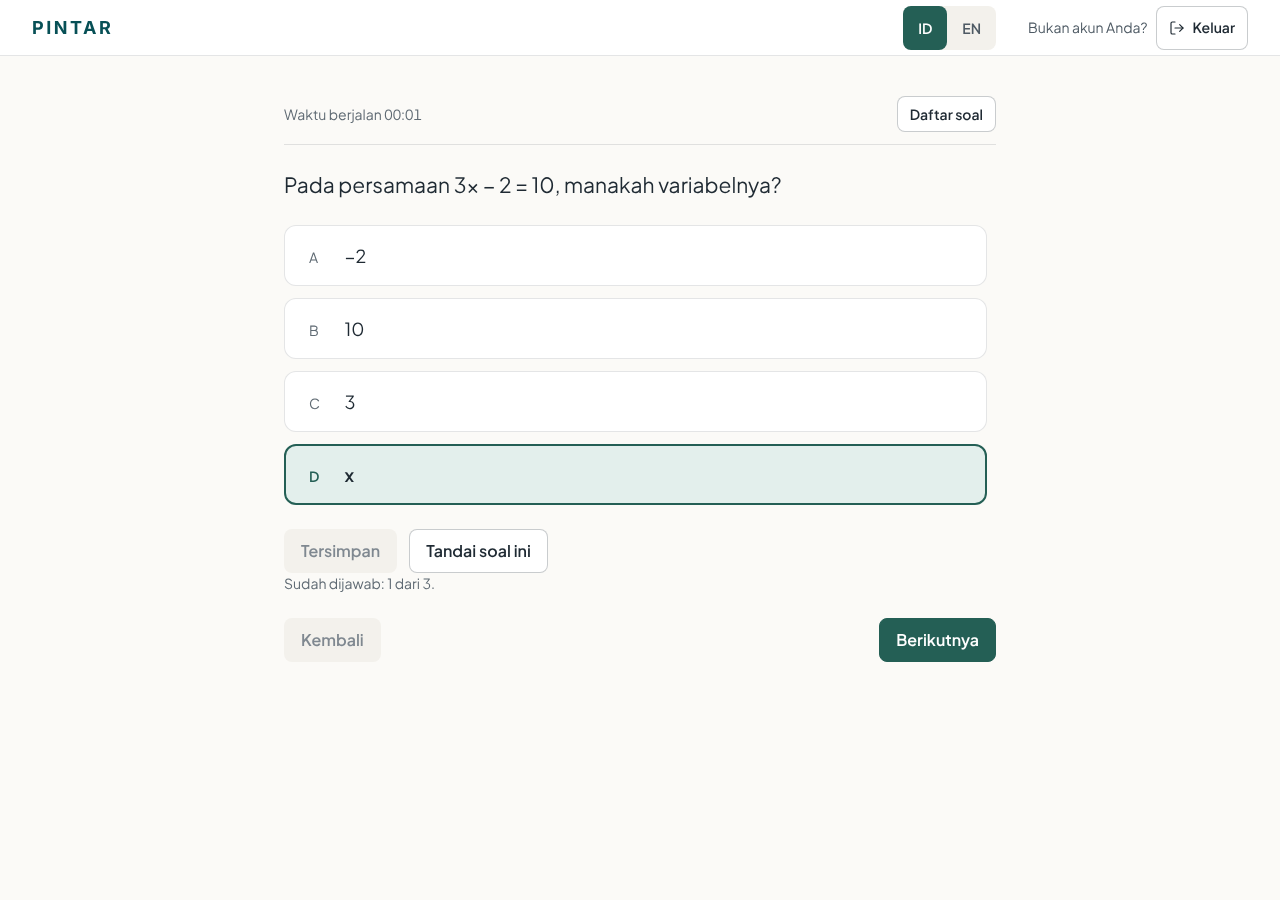 PINTAR
ID EN Bukan akun Anda? Keluar
Waktu berjalan 00:01 Daftar soal
Pada persamaan 3x − 2 = 10, manakah variabelnya?
A −2
B 10
C 3
D x
Tersimpan Tandai soal ini
Sudah dijawab: 1 dari 3.
Kembali Berikutnya